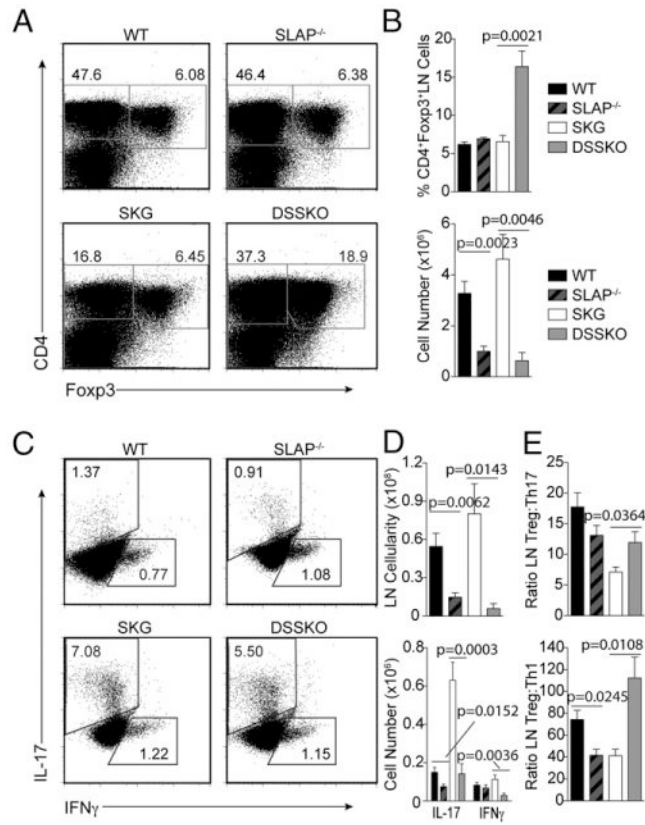 A
WT
SLAP-/-
47.6
6.08
46.4
6.38
SKG
DSSKO
16.8
6.45
37.3
18.9
CD4
Foxp3
B
p=0.0021
20
15
10
5
0
% CD4+Foxp3+LN Cells
WT
SLAP-/-
SKG
DSSKO
p=0.0046
p=0.0023
6
4
2
0
Cell Number (x10⁶)
WT
SLAP-/-
SKG
DSSKO
C
WT
SLAP-/-
1.37
0.77
0.91
1.08
SKG
DSSKO
7.08
1.22
5.50
1.15
IL-17
IFNγ
D
p=0.0143
p=0.0062
1.2
0.9
0.6
0.3
0
LN Cellularity (x10⁸)
0.8
0.6
0.4
0.2
0
Cell Number (x10⁶)
p=0.0003
p=0.0152
p=0.0036
IL-17 IFNγ
E
25
20
15
10
5
0
Ratio LN Treg:Th17
p=0.0364
140
120
100
80
60
40
20
0
Ratio LN Treg:Th1
p=0.0108
p=0.0245